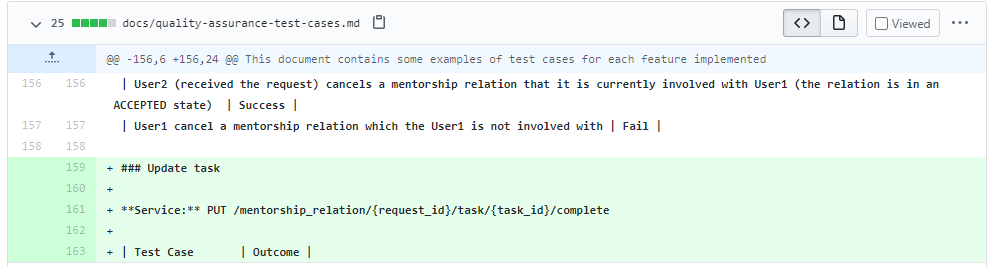 25 docs/quality-assurance-test-cases.md <> Viewed ...
@@ -156,6 +156,24 @@ This document contains some examples of test cases for each feature implemented
156 156 | User2 (received the request) cancels a mentorship relation that it is currently involved with User1 (the relation is in an
ACCEPTED state) | Success |
157 157 | User1 cancel a mentorship relation which the User1 is not involved with | Fail |
158 158
159 + ### Update task
160 +
161 + **Service:** PUT /mentorship_relation/{request_id}/task/{task_id}/complete
162 +
163 + | Test Case | Outcome |